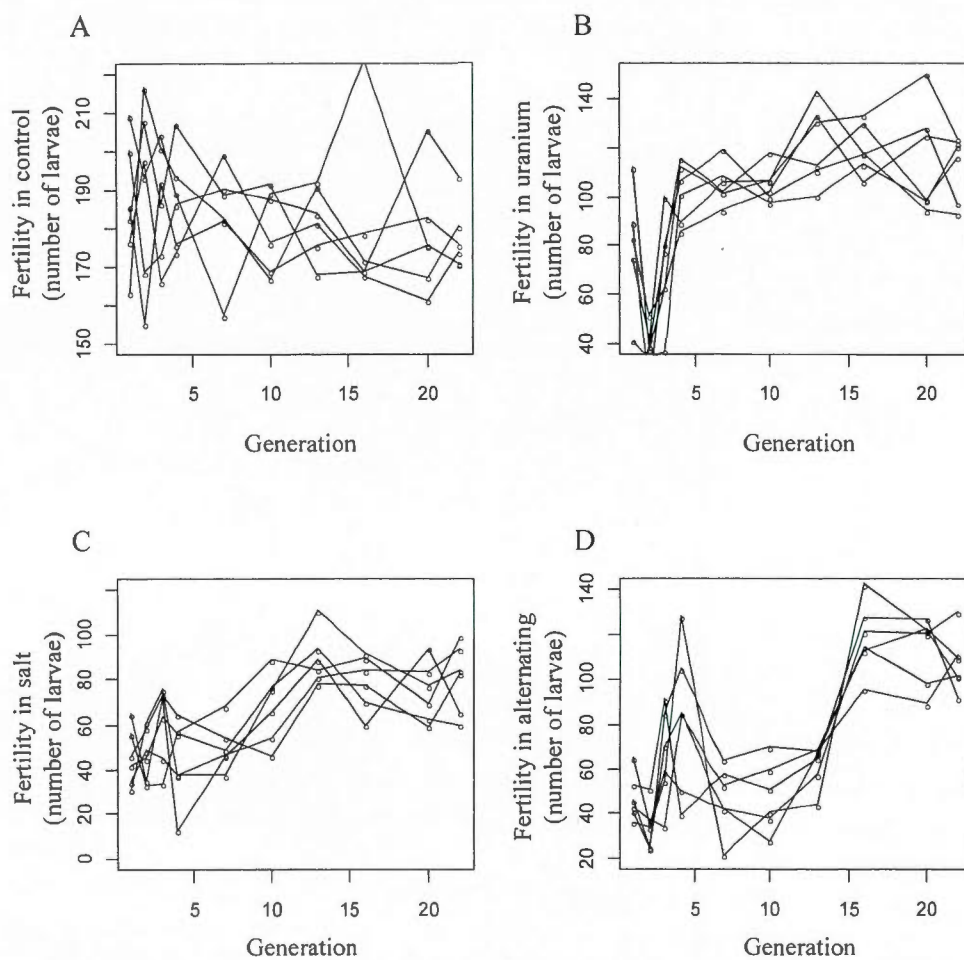 A
Fertility in control
(number of larvae)
210
190
170
150
5
10
15
20
Generation
B
Fertility in uranium
(number of larvae)
140
120
100
80
60
40
5
10
15
20
Generation
C
Fertility in salt
(number of larvae)
100
80
60
40
20
0
5
10
15
20
Generation
D
Fertility in alternating
(number of larvae)
140
120
100
80
60
40
20
5
10
15
20
Generation